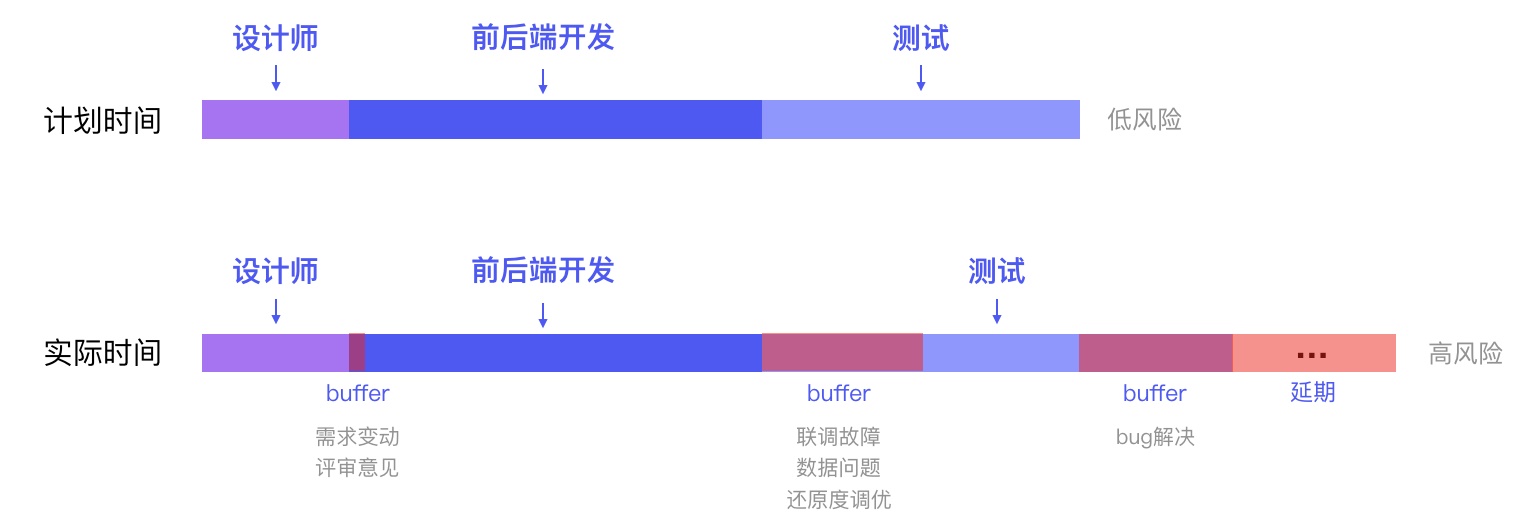 设计师
前后端开发
测试
计划时间
低风险
设计师
前后端开发
测试
实际时间
...
高风险
buffer
buffer
buffer
延期
需求变动
评审意见
联调故障
数据问题
还原度调优
bug解决